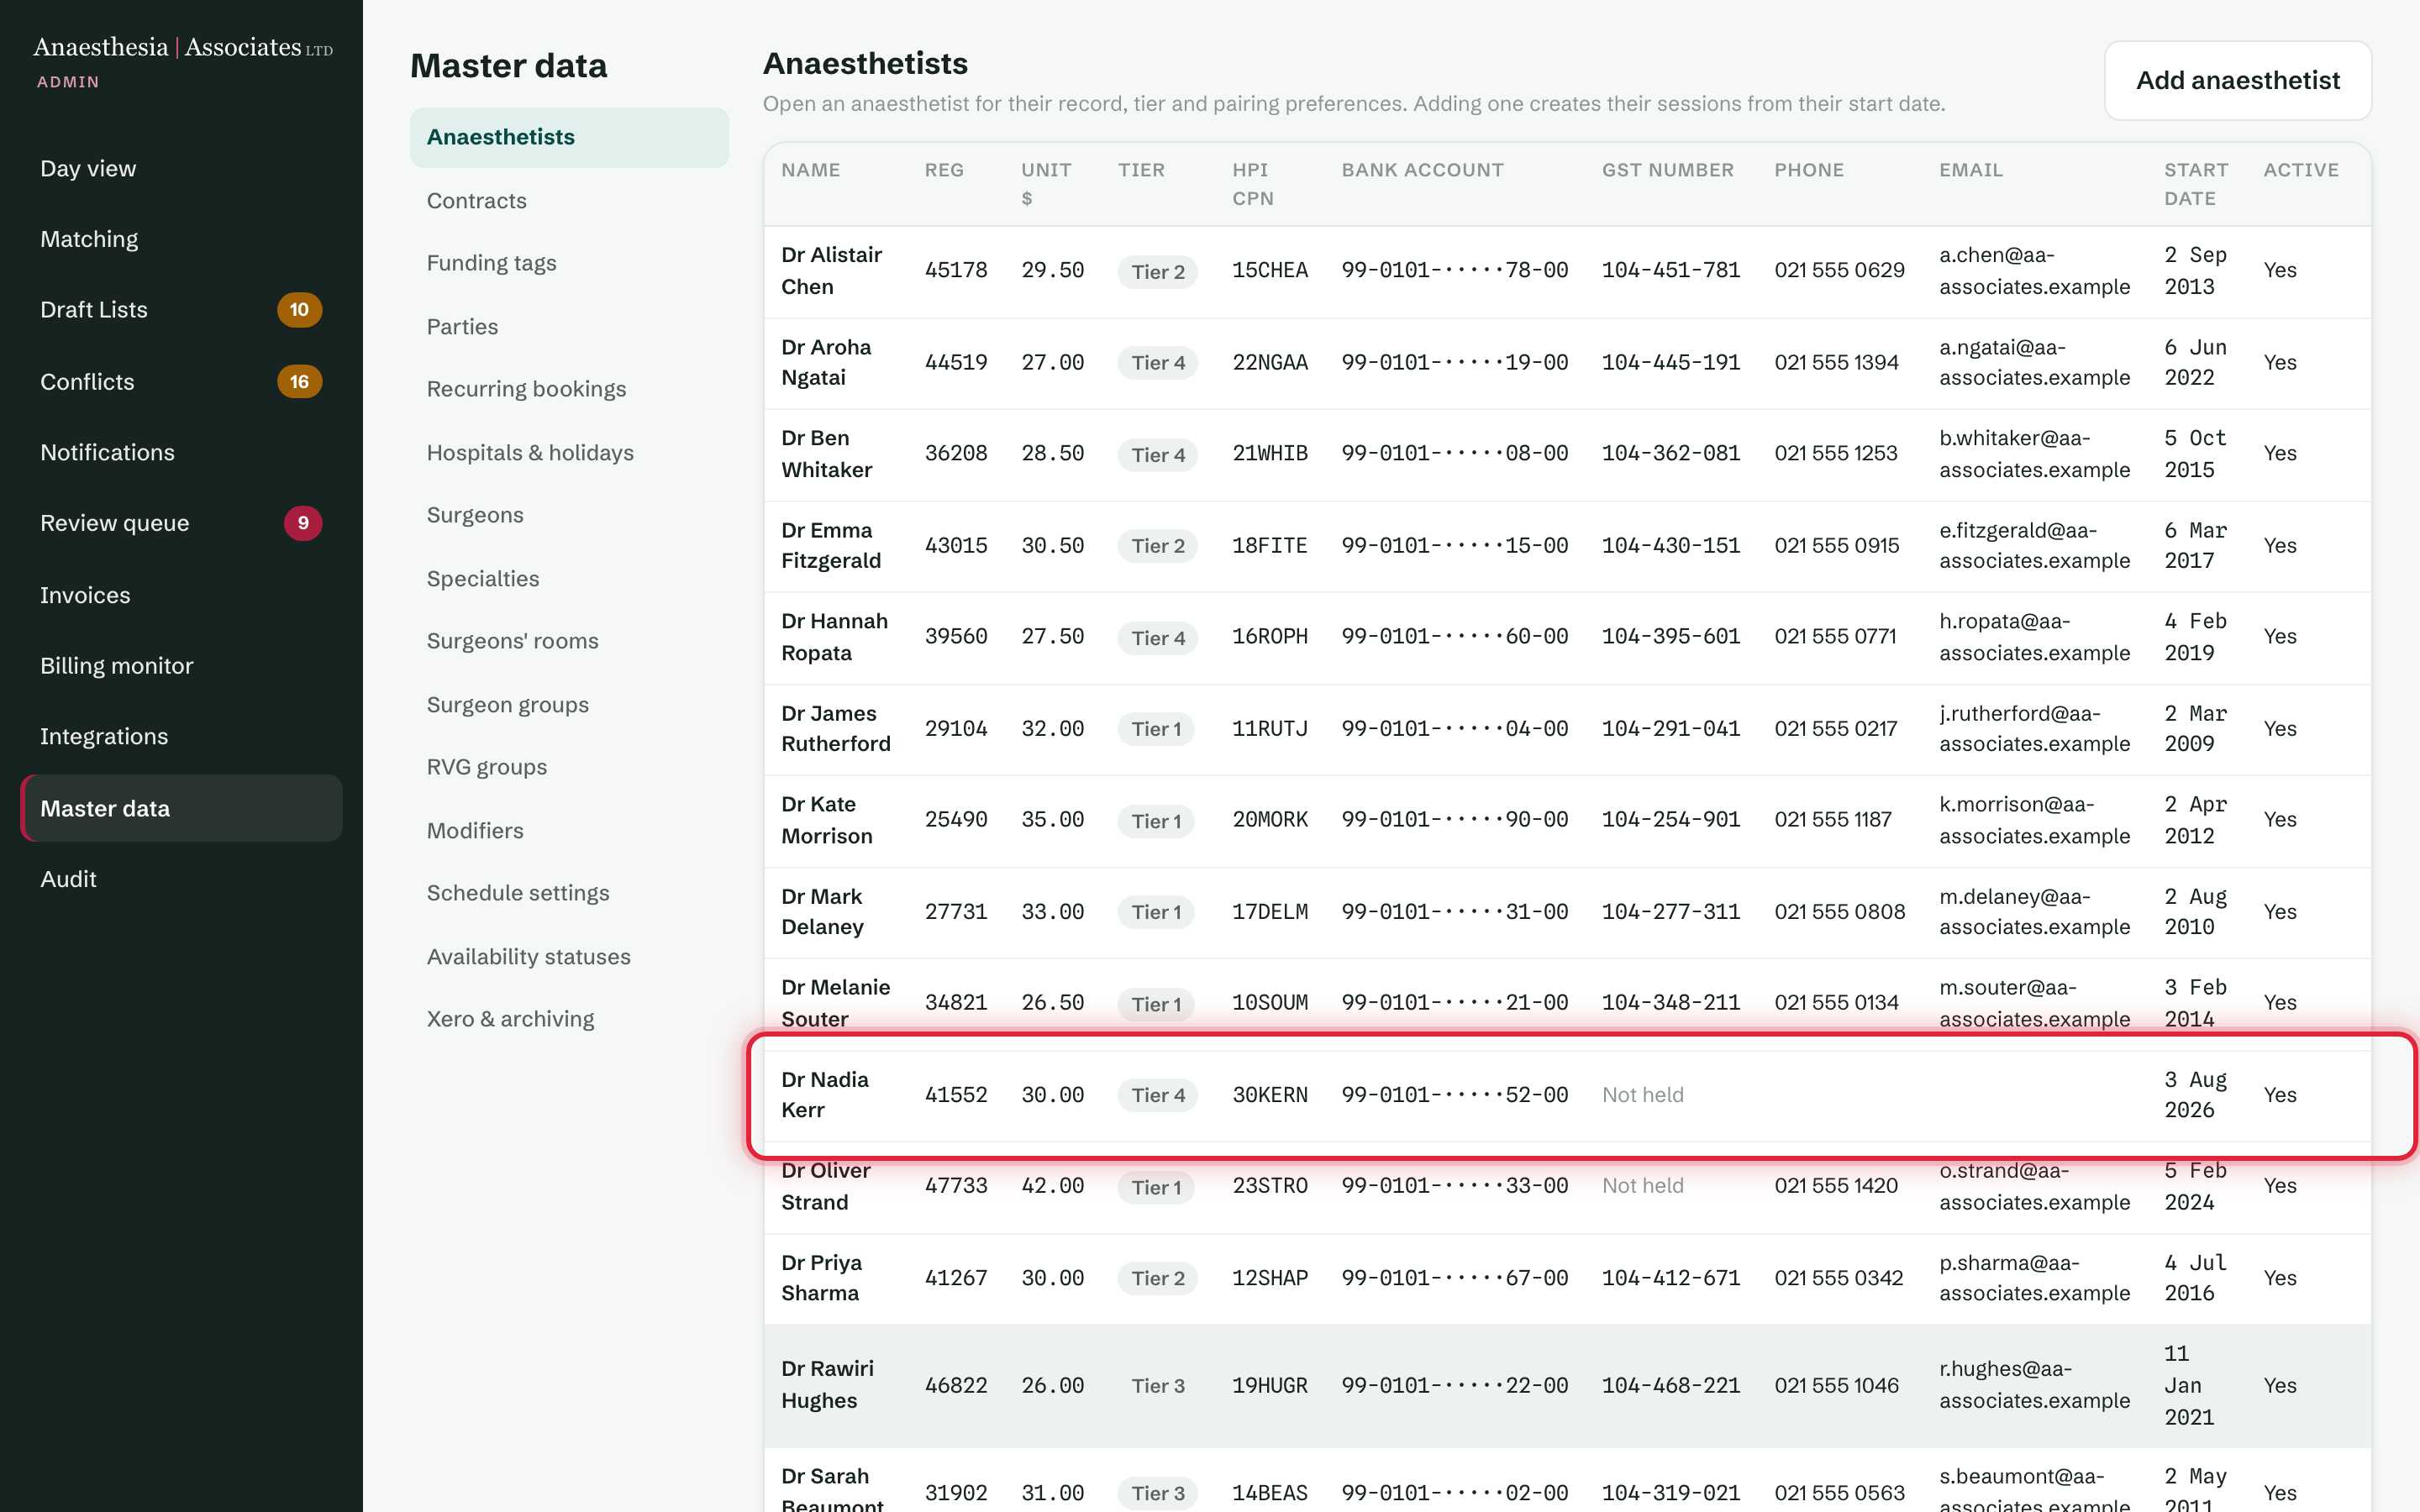 Anaesthesia | Associates LTD
ADMIN
Day view
Matching
Draft Lists 10
Conflicts 16
Notifications
Review queue 9
Invoices
Billing monitor
Integrations
Master data
Audit
Master data
Anaesthetists
Contracts
Funding tags
Parties
Recurring bookings
Hospitals & holidays
Surgeons
Specialties
Surgeons' rooms
Surgeon groups
RVG groups
Modifiers
Schedule settings
Availability statuses
Xero & archiving
Anaesthetists
Open an anaesthetist for their record, tier and pairing preferences. Adding one creates their sessions from their start date.
Add anaesthetist
NAME REG UNIT $ TIER HPI CPN BANK ACCOUNT GST NUMBER PHONE EMAIL START DATE ACTIVE
Dr Alistair Chen 45178 29.50 Tier 2 15CHEA 99-0101-·····78-00 104-451-781 021 555 0629 a.chen@aa-associates.example 2 Sep 2013 Yes
Dr Aroha Ngatai 44519 27.00 Tier 4 22NGAA 99-0101-·····19-00 104-445-191 021 555 1394 a.ngatai@aa-associates.example 6 Jun 2022 Yes
Dr Ben Whitaker 36208 28.50 Tier 4 21WHIB 99-0101-·····08-00 104-362-081 021 555 1253 b.whitaker@aa-associates.example 5 Oct 2015 Yes
Dr Emma Fitzgerald 43015 30.50 Tier 2 18FITE 99-0101-·····15-00 104-430-151 021 555 0915 e.fitzgerald@aa-associates.example 6 Mar 2017 Yes
Dr Hannah Ropata 39560 27.50 Tier 4 16ROPH 99-0101-·····60-00 104-395-601 021 555 0771 h.ropata@aa-associates.example 4 Feb 2019 Yes
Dr James Rutherford 29104 32.00 Tier 1 11RUTJ 99-0101-·····04-00 104-291-041 021 555 0217 j.rutherford@aa-associates.example 2 Mar 2009 Yes
Dr Kate Morrison 25490 35.00 Tier 1 20MORK 99-0101-·····90-00 104-254-901 021 555 1187 k.morrison@aa-associates.example 2 Apr 2012 Yes
Dr Mark Delaney 27731 33.00 Tier 1 17DELM 99-0101-·····31-00 104-277-311 021 555 0808 m.delaney@aa-associates.example 2 Aug 2010 Yes
Dr Melanie Souter 34821 26.50 Tier 1 10SOUM 99-0101-·····21-00 104-348-211 021 555 0134 m.souter@aa-associates.example 3 Feb 2014 Yes
Dr Nadia Kerr 41552 30.00 Tier 4 30KERN 99-0101-·····52-00 Not held 3 Aug 2026 Yes
Dr Oliver Strand 47733 42.00 Tier 1 23STRO 99-0101-·····33-00 Not held 021 555 1420 o.strand@aa-associates.example 5 Feb 2024 Yes
Dr Priya Sharma 41267 30.00 Tier 2 12SHAP 99-0101-·····67-00 104-412-671 021 555 0342 p.sharma@aa-associates.example 4 Jul 2016 Yes
Dr Rawiri Hughes 46822 26.00 Tier 3 19HUGR 99-0101-·····22-00 104-468-221 021 555 1046 r.hughes@aa-associates.example 11 Jan 2021 Yes
Dr Sarah Beaumont 31902 31.00 Tier 3 14BEAS 99-0101-·····02-00 104-319-021 021 555 0563 s.beaumont@aa-associates.example 2 May 2011 Yes